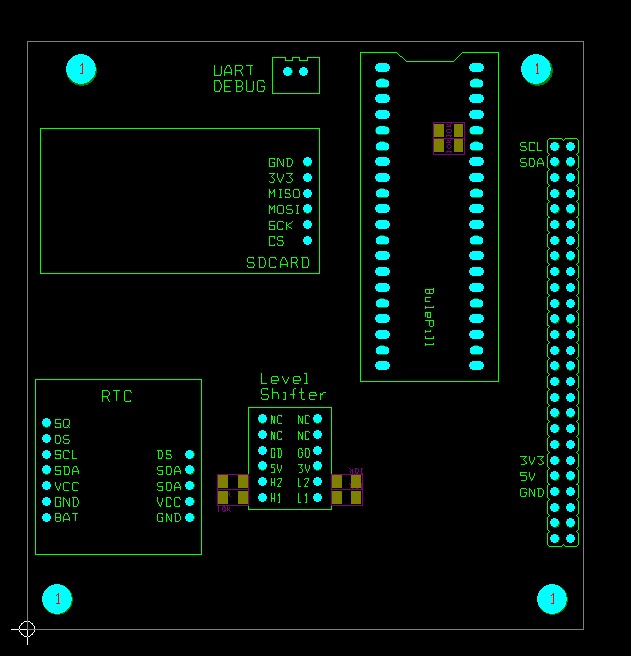 1
1
UART
DEBUG
GND
3V3
MISO
MOSI
SCK
CS
SDCARD
SCL
SDA
BulePill
Level
Shifter
NC NC
NC NC
GD GD
5V 3V
H2 L2
H1 L1
10K
10K
RTC
SQ
DS
SCL DS
SDA SDA
VCC SDA
GND VCC
BAT GND
3V3
5V
GND
1
1